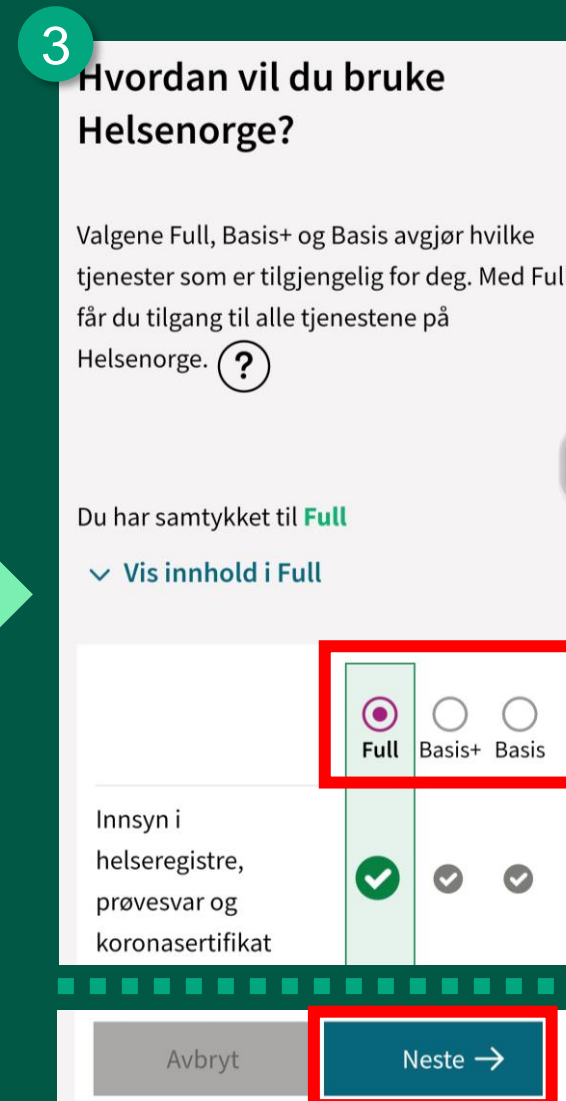 3
Hvordan vil du bruke
Helsenorge?
Valgene Full, Basis+ og Basis avgjør hvilke
tjenester som er tilgjengelig for deg. Med Ful
får du tilgang til alle tjenestene på
Helsenorge. ?
Du har samtykket til Full
Vis innhold i Full
Full Basis+ Basis
Innsyn i
helseregistre,
prøvesvar og
koronasertifikat
Avbryt Neste →